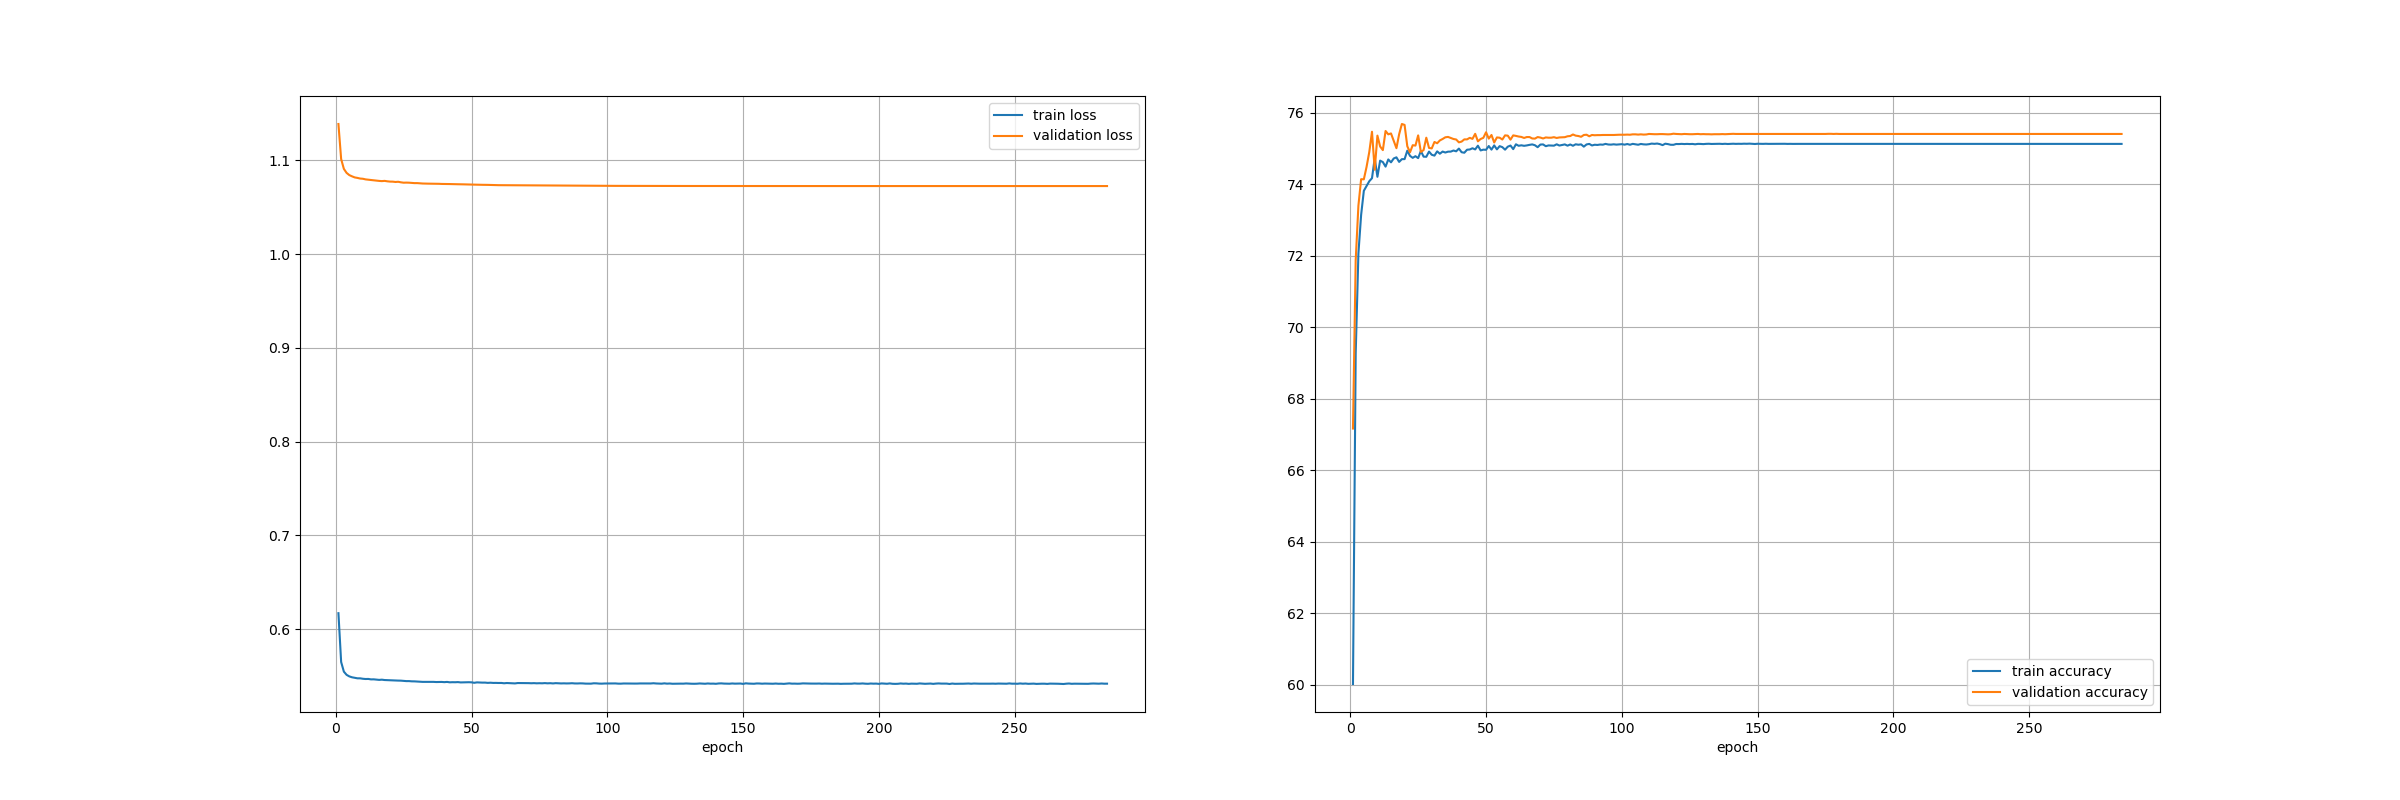 train loss
validation loss
1.1
1.0
0.9
0.8
0.7
0.6
0 50 100 150 200 250
epoch
76
74
72
70
68
66
64
62
60
train accuracy
validation accuracy
0 50 100 150 200 250
epoch